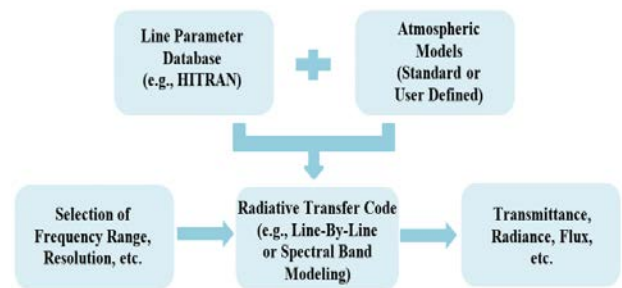 Line Parameter
Database
(e.g., HITRAN)
Atmospheric
Models
(Standard or
User Defined)
Selection of
Frequency Range,
Resolution, etc.
Radiative Transfer Code
(e.g., Line-By-Line
or Spectral Band
Modeling)
Transmittance,
Radiance, Flux,
etc.